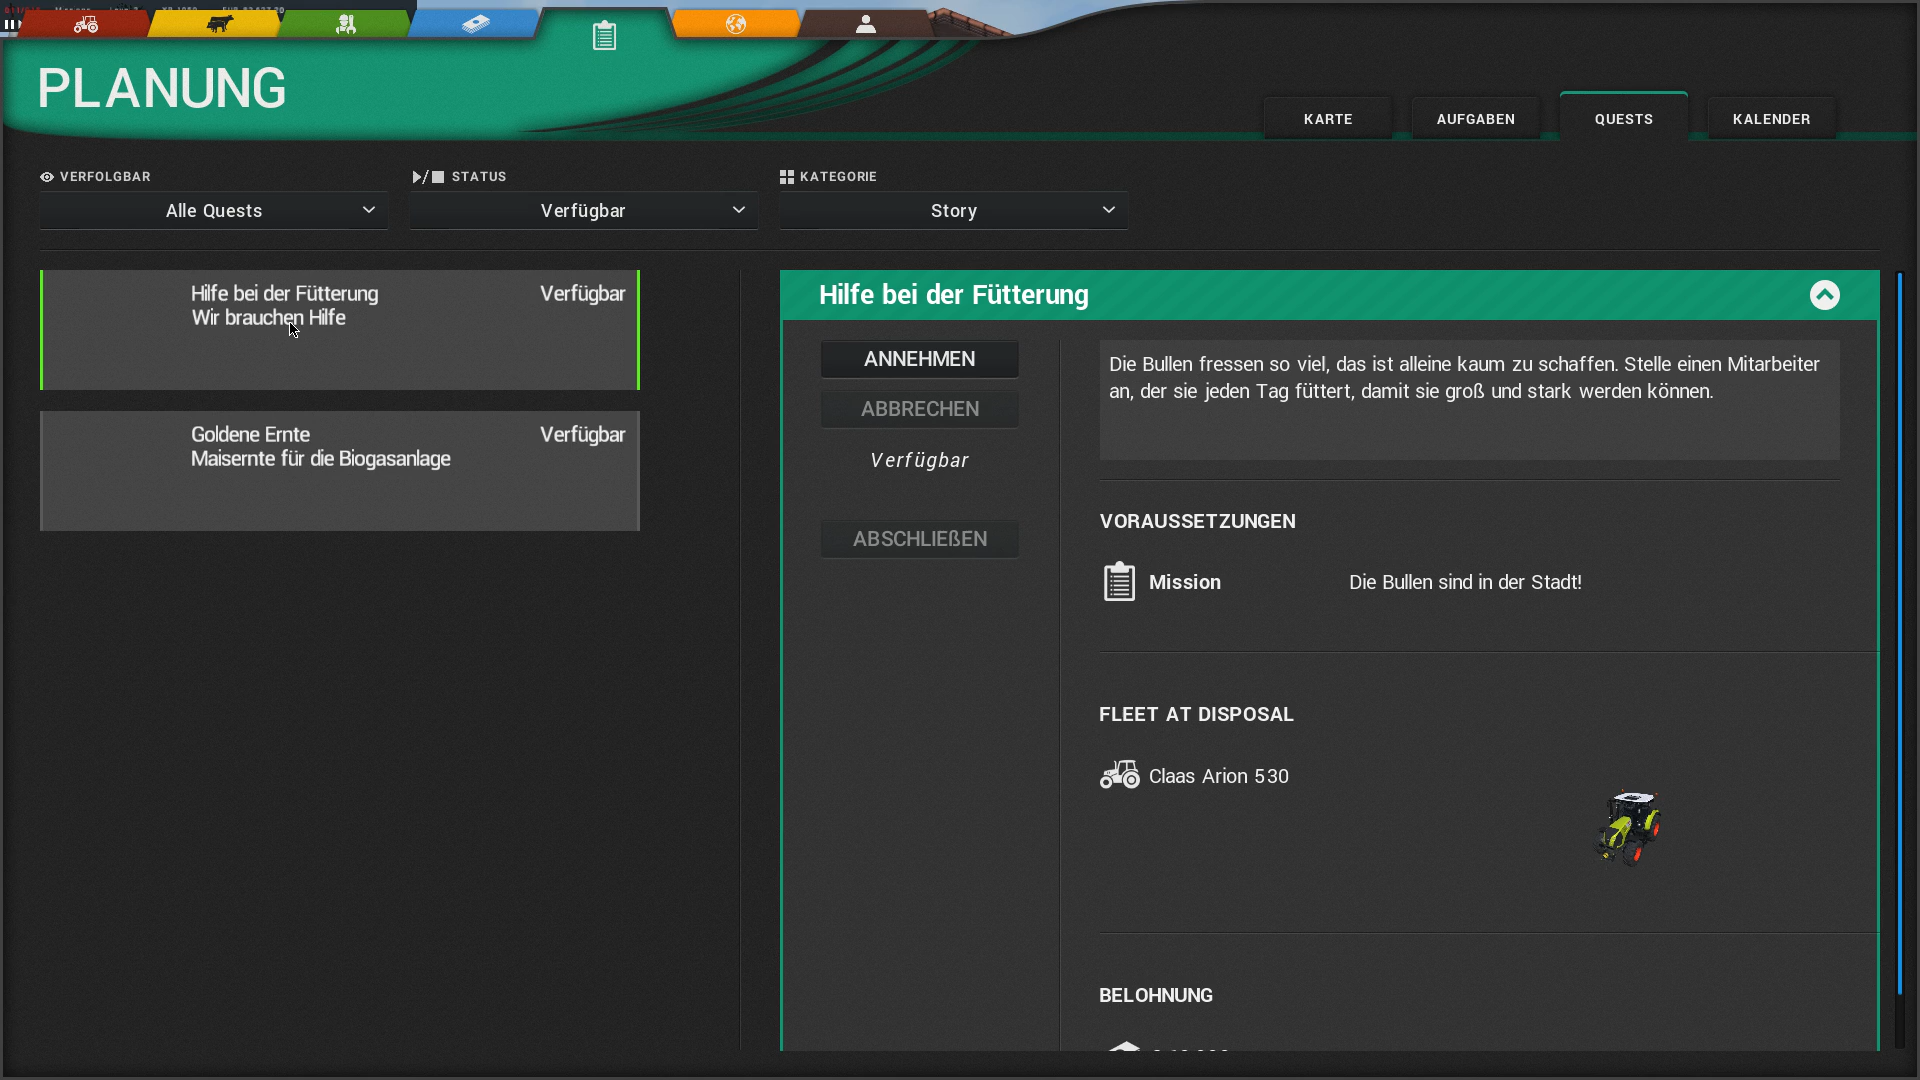 PLANUNG
KARTE
AUFGABEN
QUESTS
KALENDER
VERFOLGBAR
STATUS
KATEGORIE
Alle Quests
Verfügbar
Story
Hilfe bei der Fütterung
Verfügbar
Wir brauchen Hilfe
Goldene Ernte
Verfügbar
Maisernte für die Biogasanlage
Hilfe bei der Fütterung
ANNEHMEN
ABBRECHEN
Verfügbar
ABSCHLIEßEN
Die Bullen fressen so viel, das ist alleine kaum zu schaffen. Stelle einen Mitarbeiter
an, der sie jeden Tag füttert, damit sie groß und stark werden können.
VORAUSSETZUNGEN
Mission
Die Bullen sind in der Stadt!
FLEET AT DISPOSAL
Claas Arion 530
BELOHNUNG